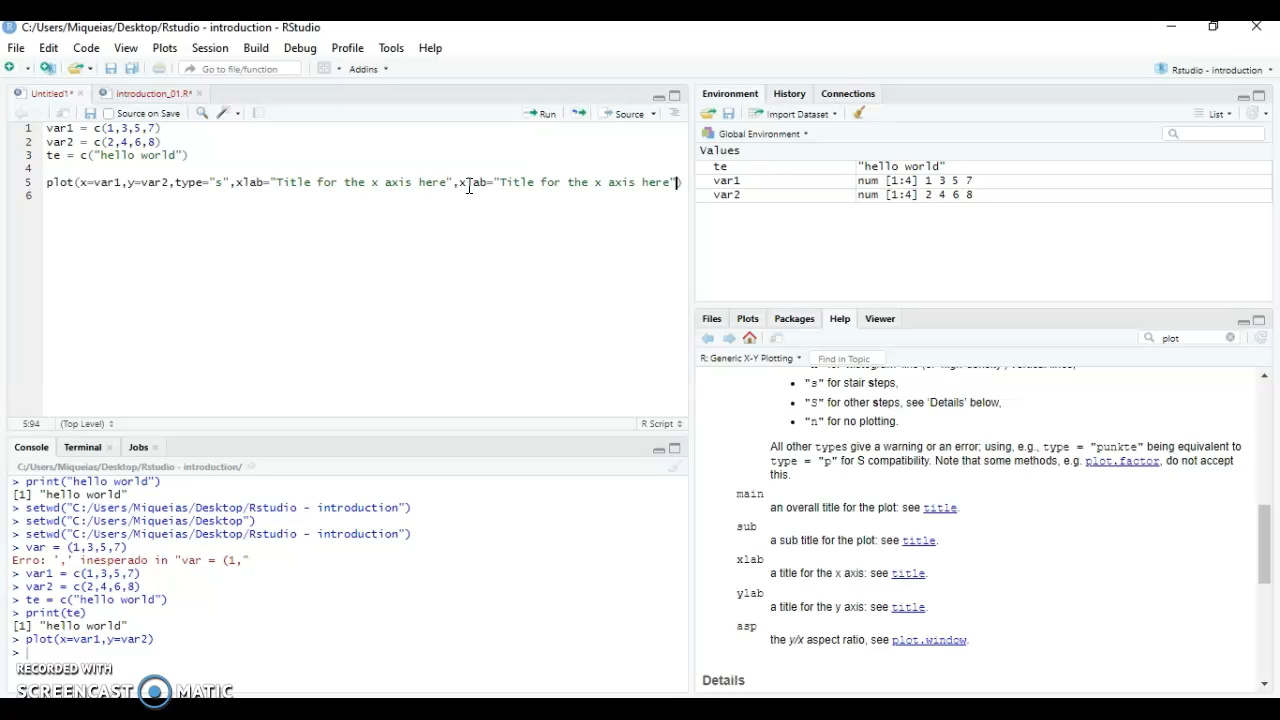 C:/Users/Miqueias/Desktop/Rstudio - introduction - RStudio
File Edit Code View Plots Session Build Debug Profile Tools Help
Go to file/function Addins Rstudio - introduction
Untitled1* introduction_01.R*
Source on Save Run Source
1 var1 = c(1,3,5,7)
2 var2 = c(2,4,6,8)
3 te = c("hello world")
4
5 plot(x=var1,y=var2,type="s",xlab="Title for the x axis here",xlab="Title for the x axis here")
6
5:94 (Top Level) R Script
Console Terminal Jobs
C:/Users/Miqueias/Desktop/Rstudio - introduction/
> print("hello world")
[1] "hello world"
> setwd("C:/Users/Miqueias/Desktop/Rstudio - introduction")
> setwd("C:/Users/Miqueias/Desktop")
> setwd("C:/Users/Miqueias/Desktop/Rstudio - introduction")
> var = (1,3,5,7)
Erro: ',' inesperado in "var = (1,"
> var1 = c(1,3,5,7)
> var2 = c(2,4,6,8)
> te = c("hello world")
> print(te)
[1] "hello world"
> plot(x=var1,y=var2)
>
RECORDED WITH
SCREENCAST MATIC
Environment History Connections
Import Dataset List
Global Environment
Values
te "hello world"
var1 num [1:4] 1 3 5 7
var2 num [1:4] 2 4 6 8
Files Plots Packages Help Viewer
plot
R: Generic X-Y Plotting Find in Topic
• "s" for stair steps,
• "S" for other steps, see ‘Details’ below,
• "n" for no plotting.
All other types give a warning or an error; using, e.g., type = "punkte" being equivalent to
type = "p" for S compatibility. Note that some methods, e.g. plot.factor, do not accept
this.
main
an overall title for the plot: see title.
sub
a sub title for the plot: see title.
xlab
a title for the x axis: see title.
ylab
a title for the y axis: see title.
asp
the y/x aspect ratio, see plot.window.
Details